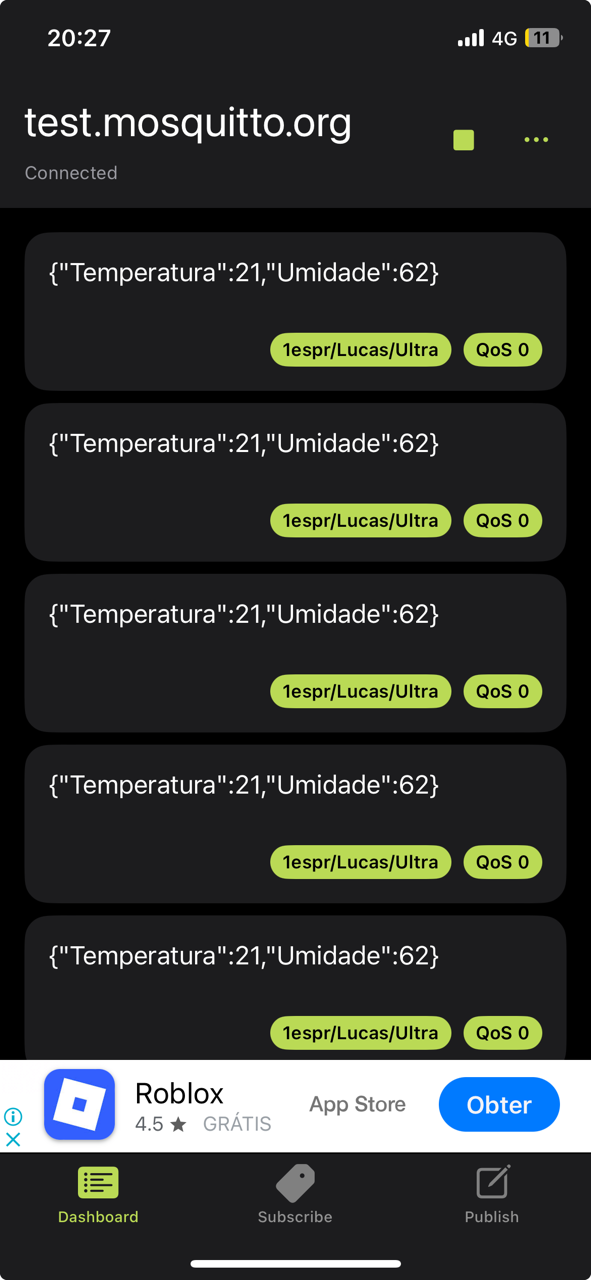 20:27
4G 11
test.mosquitto.org
Connected
{"Temperatura":21,"Umidade":62}
1espr/Lucas/Ultra QoS 0
{"Temperatura":21,"Umidade":62}
1espr/Lucas/Ultra QoS 0
{"Temperatura":21,"Umidade":62}
1espr/Lucas/Ultra QoS 0
{"Temperatura":21,"Umidade":62}
1espr/Lucas/Ultra QoS 0
{"Temperatura":21,"Umidade":62}
1espr/Lucas/Ultra QoS 0
Roblox
4.5 ★ GRÁTIS
App Store
Obter
Dashboard Subscribe Publish